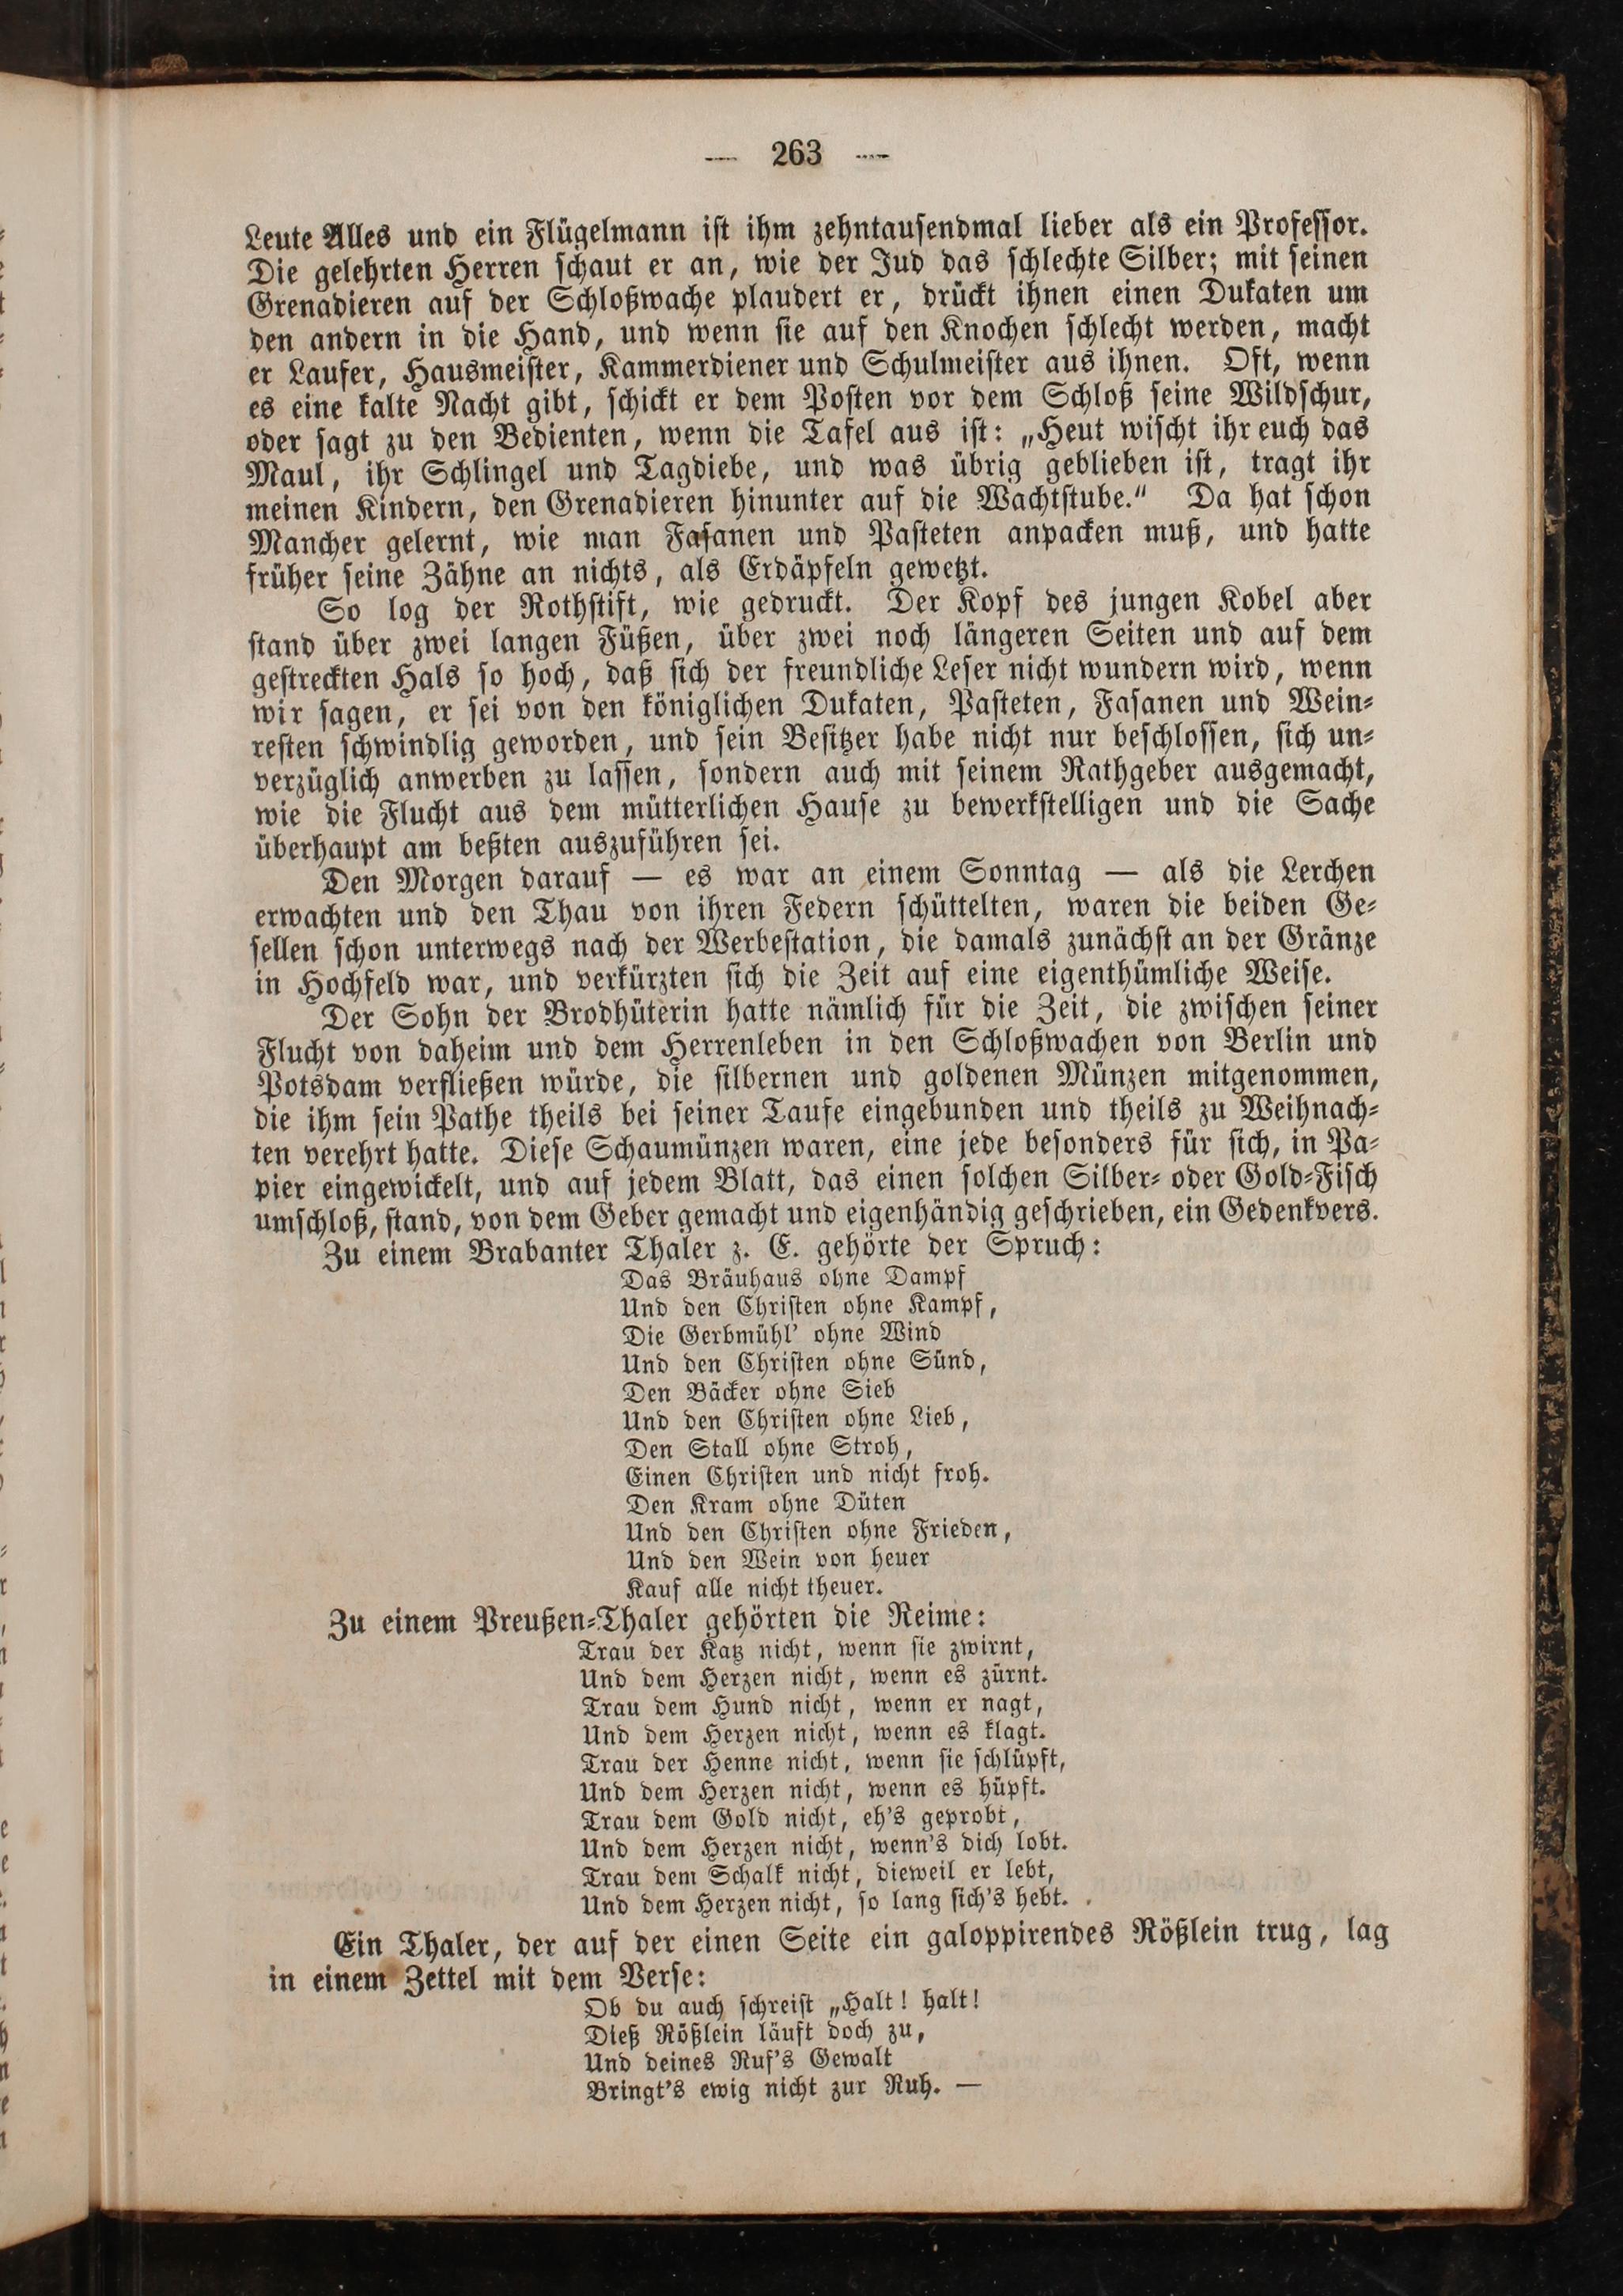 — 263 —
Leute Alles und ein Flügelmann ist ihm zehntausendmal lieber als ein Professor.
Die gelehrten Herren schaut er an, wie der Jud das schlechte Silber; mit seinen
Grenadieren auf der Schloßwache plaudert er, drückt ihnen einen Dukaten um
den andern in die Hand, und wenn sie auf den Knochen schlecht werden, macht
er Laufer, Hausmeister, Kammerdiener und Schulmeister aus ihnen. Oft, wenn
es eine kalte Nacht gibt, schickt er dem Posten vor dem Schloß seine Wildschur,
oder sagt zu den Bedienten, wenn die Tafel aus ist: „Heut wischt ihr euch das
Maul, ihr Schlingel und Tagdiebe, und was übrig geblieben ist, tragt ihr
meinen Kindern, den Grenadieren hinunter auf die Wachtstube.“ Da hat schon
Mancher gelernt, wie man Fasanen und Pasteten anpacken muß, und hatte
früher seine Zähne an nichts, als Erdäpfeln gewetzt.
So log der Rothstift, wie gedruckt. Der Kopf des jungen Kobel aber
stand über zwei langen Füßen, über zwei noch längeren Seiten und auf dem
gestreckten Hals so hoch, daß sich der freundliche Leser nicht wundern wird, wenn
wir sagen, er sei von den königlichen Dukaten, Pasteten, Fasanen und Wein-
resten schwindlig geworden, und sein Besitzer habe nicht nur beschlossen, sich un-
verzüglich anwerben zu lassen, sondern auch mit seinem Rathgeber ausgemacht,
wie die Flucht aus dem mütterlichen Hause zu bewerkstelligen und die Sache
überhaupt am beßten auszuführen sei.
Den Morgen darauf — es war an einem Sonntag — als die Lerchen
erwachten und den Thau von ihren Federn schüttelten, waren die beiden Ge-
sellen schon unterwegs nach der Werbestation, die damals zunächst an der Gränze
in Hochfeld war, und verkürzten sich die Zeit auf eine eigenthümliche Weise.
Der Sohn der Brodhüterin hatte nämlich für die Zeit, die zwischen seiner
Flucht von daheim und dem Herrenleben in den Schloßwachen von Berlin und
Potsdam verfließen würde, die silbernen und goldenen Münzen mitgenommen,
die ihm sein Pathe theils bei seiner Taufe eingebunden und theils zu Weihnach-
ten verehrt hatte. Diese Schaumünzen waren, eine jede besonders für sich, in Pa-
pier eingewickelt, und auf jedem Blatt, das einen solchen Silber- oder Gold-Fisch
umschloß, stand, von dem Geber gemacht und eigenhändig geschrieben, ein Gedenkvers.
Zu einem Brabanter Thaler z. E. gehörte der Spruch:
Das Bräuhaus ohne Dampf
Und den Christen ohne Kampf,
Die Gerbmühl’ ohne Wind
Und den Christen ohne Sünd,
Den Bäcker ohne Sieb
Und den Christen ohne Lieb,
Den Stall ohne Stroh,
Einen Christen und nicht froh.
Den Kram ohne Düten
Und den Christen ohne Frieden,
Und den Wein von heuer
Kauf alle nicht theuer.
Zu einem Preußen-Thaler gehörten die Reime:
Trau der Katz nicht, wenn sie zwirnt,
Und dem Herzen nicht, wenn es zürnt.
Trau dem Hund nicht, wenn er nagt,
Und dem Herzen nicht, wenn es klagt.
Trau der Henne nicht, wenn sie schlüpft,
Und dem Herzen nicht, wenn es hüpft.
Trau dem Gold nicht, eh’s geprobt,
Und dem Herzen nicht, wenn’s dich lobt.
Trau dem Schalk nicht, dieweil er lebt,
Und dem Herzen nicht, so lang sich’s hebt.
Ein Thaler, der auf der einen Seite ein galoppirendes Rößlein trug, lag
in einem Zettel mit dem Verse:
Ob du auch schreist „Halt! halt!
Dieß Rößlein läuft doch zu,
Und deines Ruf’s Gewalt
Bringt’s ewig nicht zur Ruh. —